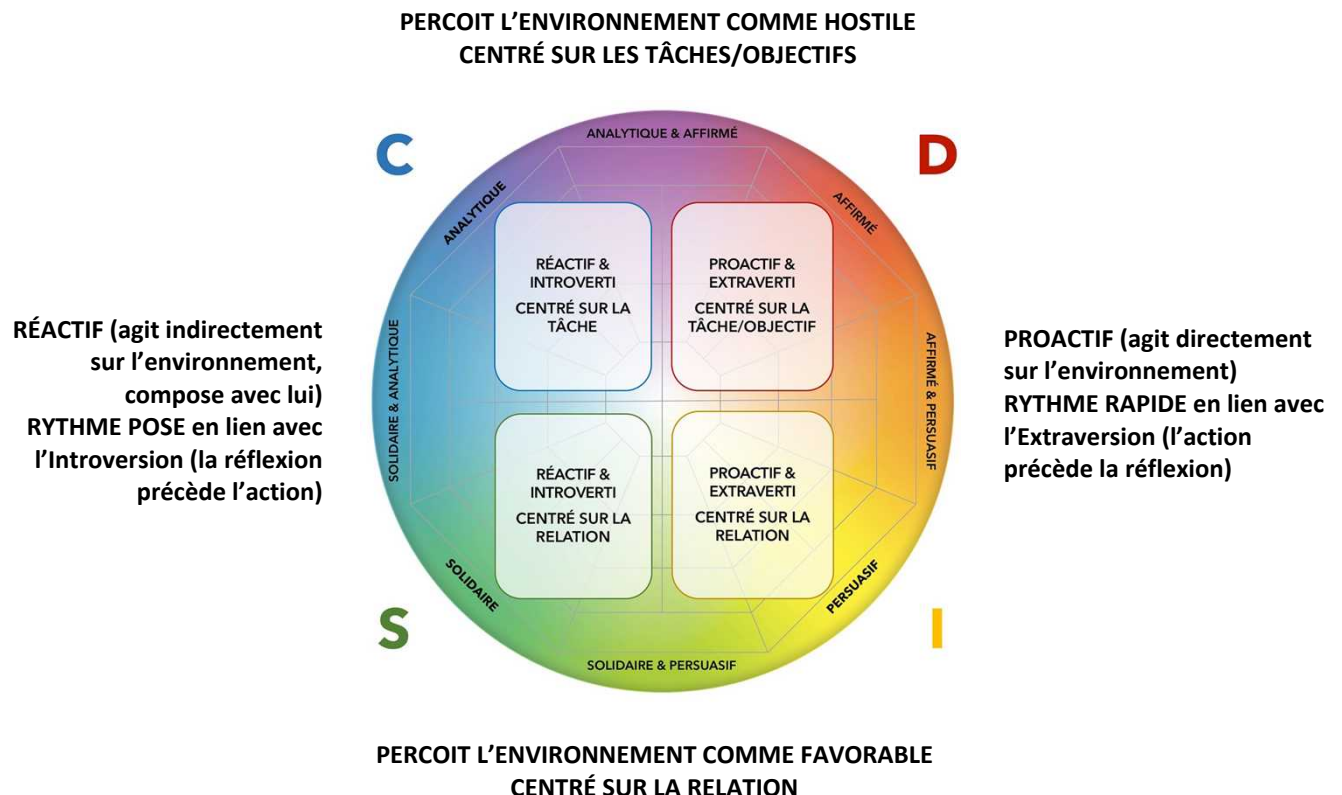 PERCOIT L’ENVIRONNEMENT COMME HOSTILE
CENTRÉ SUR LES TÂCHES/OBJECTIFS
ANALYTIQUE & AFFIRMÉ
C
D
ANALYTIQUE
AFFIRMÉ
RÉACTIF &
INTROVERTI
CENTRÉ SUR LA
TÂCHE
PROACTIF &
EXTRAVERTI
CENTRÉ SUR LA
TÂCHE/OBJECTIF
RÉACTIF (agit indirectement
sur l’environnement,
compose avec lui)
RYTHME POSE en lien avec
l’Introversion (la réflexion
précède l’action)
SOLIDAIRE & ANALYTIQUE
AFFIRMÉ & PERSUASIF
PROACTIF (agit directement
sur l’environnement)
RYTHME RAPIDE en lien avec
l’Extraversion (l’action
précède la réflexion)
RÉACTIF &
INTROVERTI
CENTRÉ SUR LA
RELATION
PROACTIF &
EXTRAVERTI
CENTRÉ SUR LA
RELATION
SOLIDAIRE
PERSUASIF
S
I
SOLIDAIRE & PERSUASIF
PERCOIT L’ENVIRONNEMENT COMME FAVORABLE
CENTRÉ SUR LA RELATION